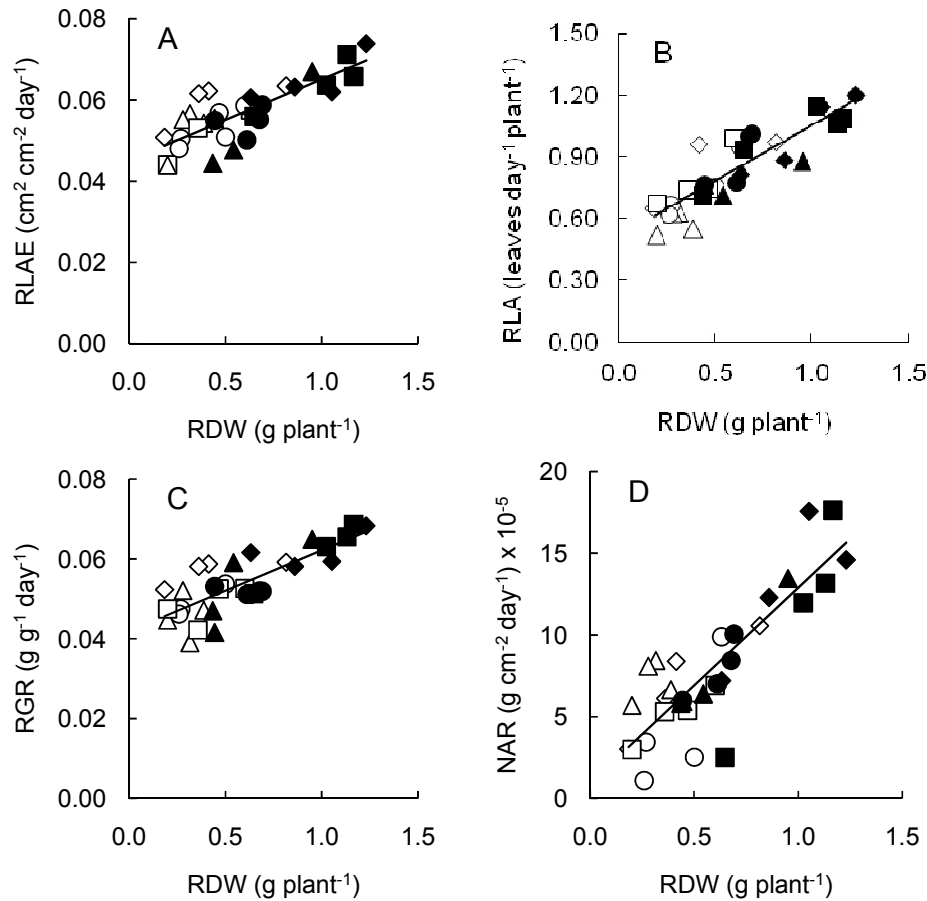 A
RLAE (cm² cm⁻² day⁻¹)
0.08
0.06
0.04
0.02
0.00
0.0 0.5 1.0 1.5
RDW (g plant⁻¹)
B
RLA (leaves day⁻¹ plant⁻¹)
1.50
1.20
0.90
0.60
0.30
0.00
0.0 0.5 1.0 1.5
RDW (g plant⁻¹)
C
RGR (g g⁻¹ day⁻¹)
0.08
0.06
0.04
0.02
0.00
0.0 0.5 1.0 1.5
RDW (g plant⁻¹)
D
NAR (g cm⁻² day⁻¹) x 10⁻⁵
20
15
10
5
0
0.0 0.5 1.0 1.5
RDW (g plant⁻¹)